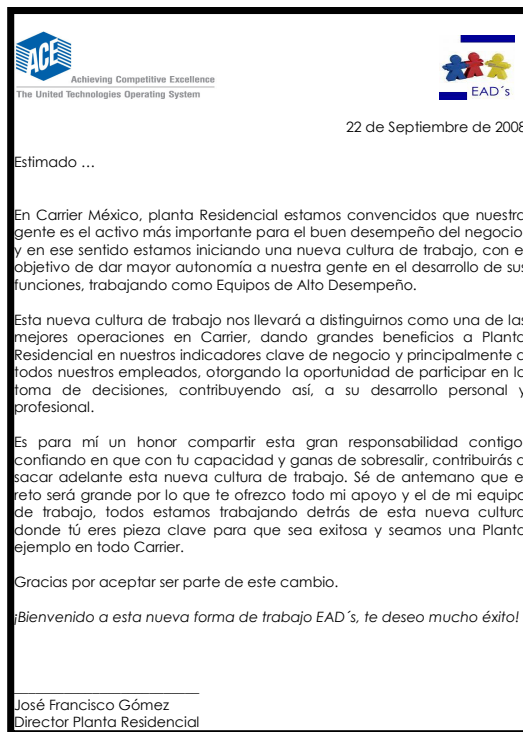 ACE
Achieving Competitive Excellence
The United Technologies Operating System
EAD´s
22 de Septiembre de 2008
Estimado …
En Carrier México, planta Residencial estamos convencidos que nuestra
gente es el activo más importante para el buen desempeño del negocio
y en ese sentido estamos iniciando una nueva cultura de trabajo, con el
objetivo de dar mayor autonomía a nuestra gente en el desarrollo de sus
funciones, trabajando como Equipos de Alto Desempeño.
Esta nueva cultura de trabajo nos llevará a distinguirnos como una de las
mejores operaciones en Carrier, dando grandes beneficios a Planta
Residencial en nuestros indicadores clave de negocio y principalmente a
todos nuestros empleados, otorgando la oportunidad de participar en la
toma de decisiones, contribuyendo así, a su desarrollo personal y
profesional.
Es para mí un honor compartir esta gran responsabilidad contigo
confiando en que con tu capacidad y ganas de sobresalir, contribuirás a
sacar adelante esta nueva cultura de trabajo. Sé de antemano que el
reto será grande por lo que te ofrezco todo mi apoyo y el de mi equipo
de trabajo, todos estamos trabajando detrás de esta nueva cultura
donde tú eres pieza clave para que sea exitosa y seamos una Planta
ejemplo en todo Carrier.
Gracias por aceptar ser parte de este cambio.
¡Bienvenido a esta nueva forma de trabajo EAD´s, te deseo mucho éxito!
José Francisco Gómez
Director Planta Residencial